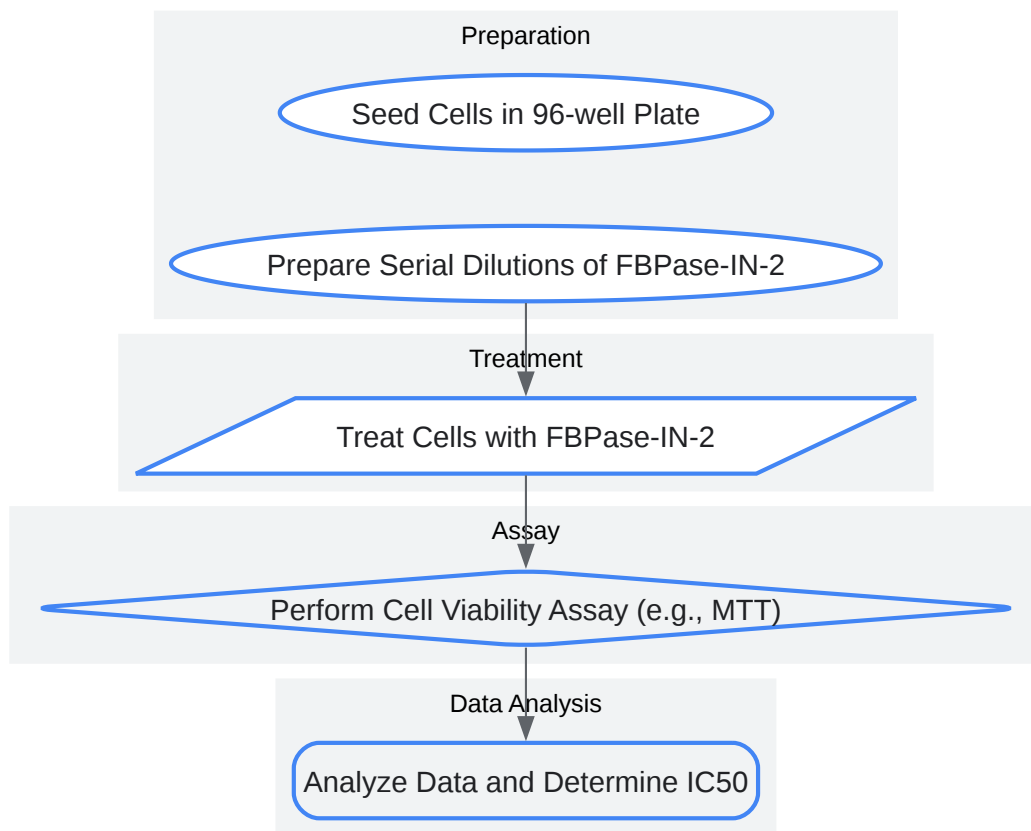 Preparation
Seed Cells in 96-well Plate
Prepare Serial Dilutions of FBPase-IN-2
Treatment
Treat Cells with FBPase-IN-2
Assay
Perform Cell Viability Assay (e.g., MTT)
Data Analysis
Analyze Data and Determine IC50